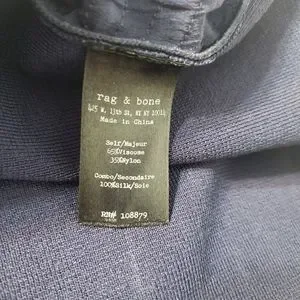 rag & bone
425 W. 13th St, NY NY 10014
Made in China
Self/Majeur
65%Viscose
35%Nylon
Combo/Secondaire
100%Silk/Soie
RN# 108879